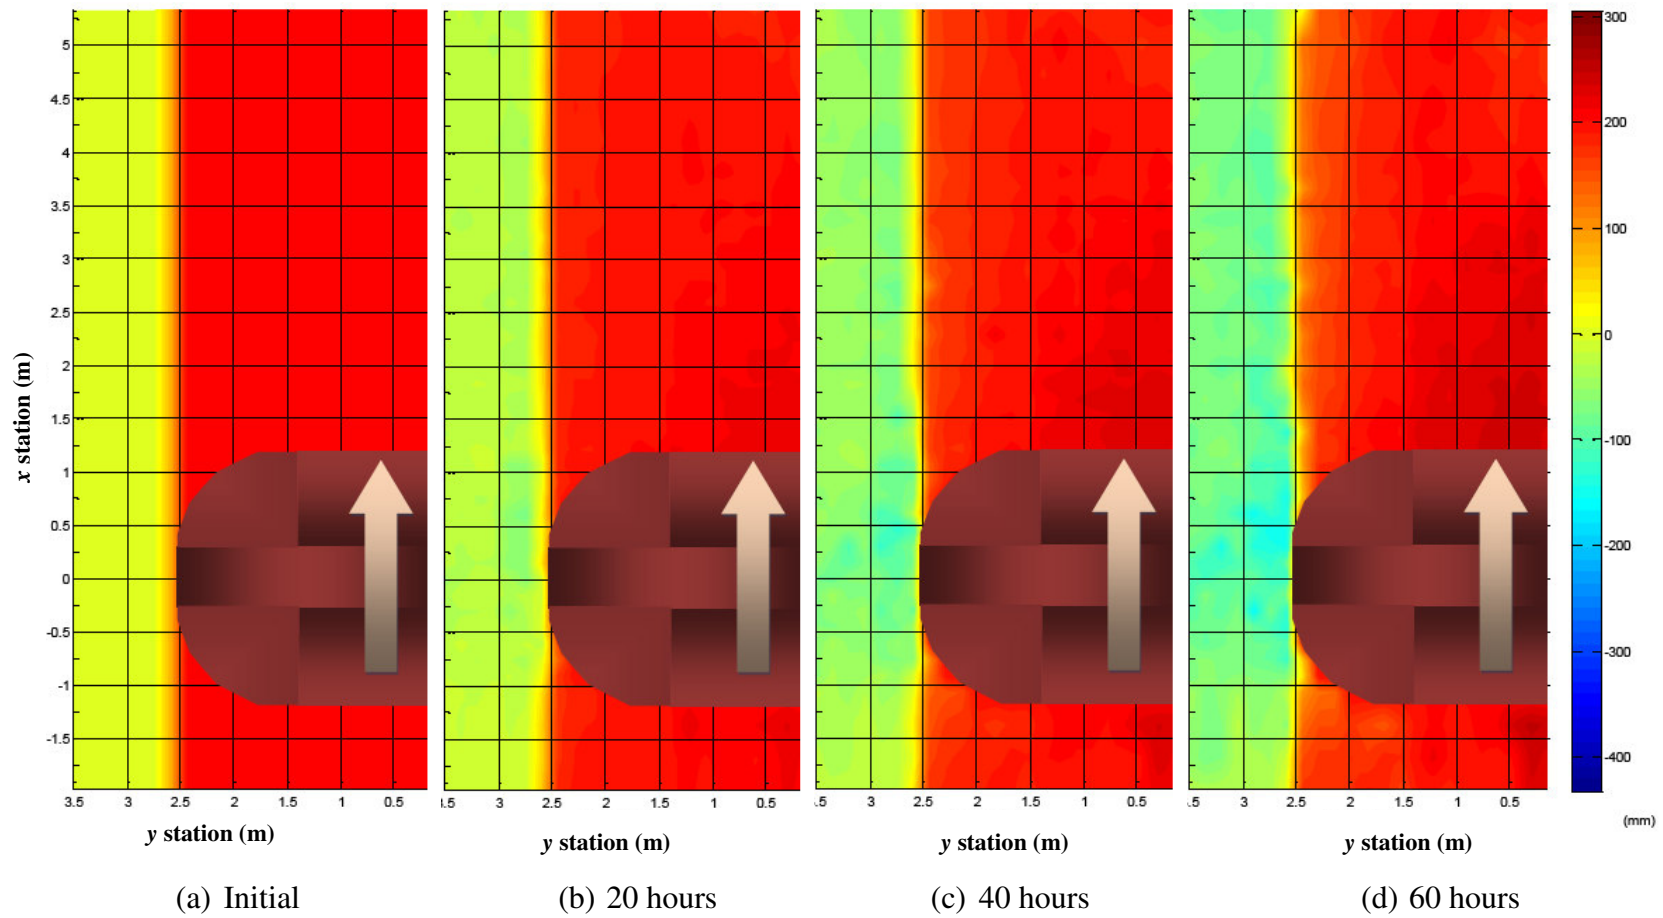 5
4.5
4
3.5
3
2.5
2
1.5
1
0.5
0
-0.5
-1
-1.5
x station (m)
3.5 3 2.5 2 1.5 1 0.5
.5 3 2.5 2 1.5 1 0.5
.5 3 2.5 2 1.5 1 0.5
.5 3 2.5 2 1.5 1 0.5
y station (m)
y station (m)
y station (m)
y station (m)
300
200
100
0
-100
-200
-300
-400
(mm)
(a) Initial
(b) 20 hours
(c) 40 hours
(d) 60 hours